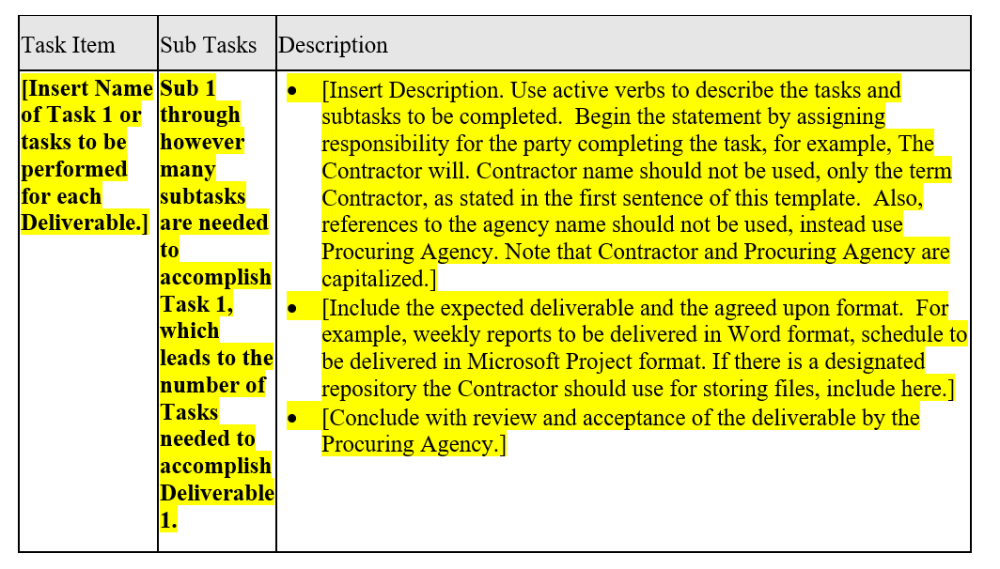 Task Item
Sub Tasks
Description
[Insert Name
of Task 1 or
tasks to be
performed
for each
Deliverable.]
Sub 1
through
however
many
subtasks
are needed
to
accomplish
Task 1,
which
leads to the
number of
Tasks
needed to
accomplish
Deliverable
1.
• [Insert Description. Use active verbs to describe the tasks and
subtasks to be completed.  Begin the statement by assigning
responsibility for the party completing the task, for example, The
Contractor will. Contractor name should not be used, only the term
Contractor, as stated in the first sentence of this template.  Also,
references to the agency name should not be used, instead use
Procuring Agency. Note that Contractor and Procuring Agency are
capitalized.]
• [Include the expected deliverable and the agreed upon format.  For
example, weekly reports to be delivered in Word format, schedule to
be delivered in Microsoft Project format. If there is a designated
repository the Contractor should use for storing files, include here.]
• [Conclude with review and acceptance of the deliverable by the
Procuring Agency.]